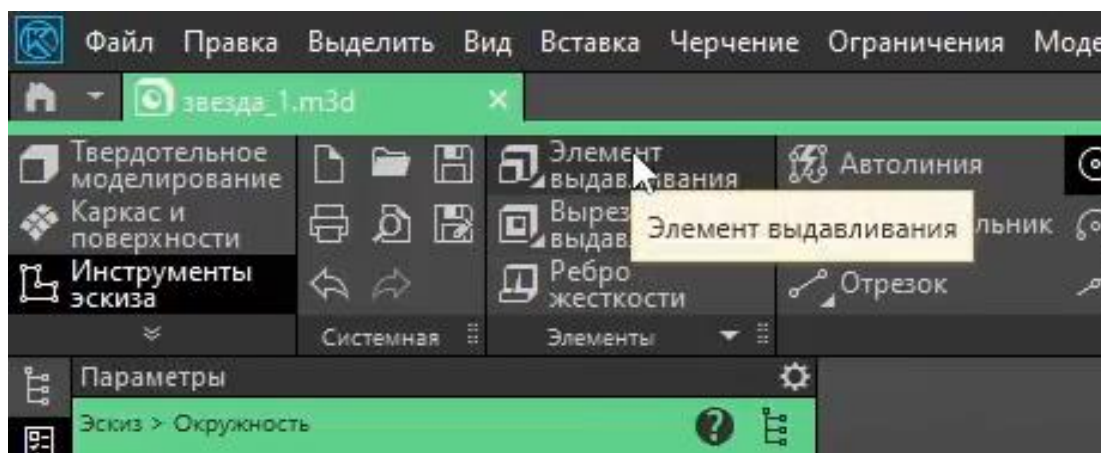 Файл Правка Выделить Вид Вставка Черчение Ограничения
звезда_1.m3d
Твердотельное
моделирование
Каркас и
поверхности
Инструменты
эскиза
Системная
Элемент
Ребро
жесткости
Элементы
Элемент выдавливания
Автолиния
Отрезок
Параметры
Эскиз > Окружность